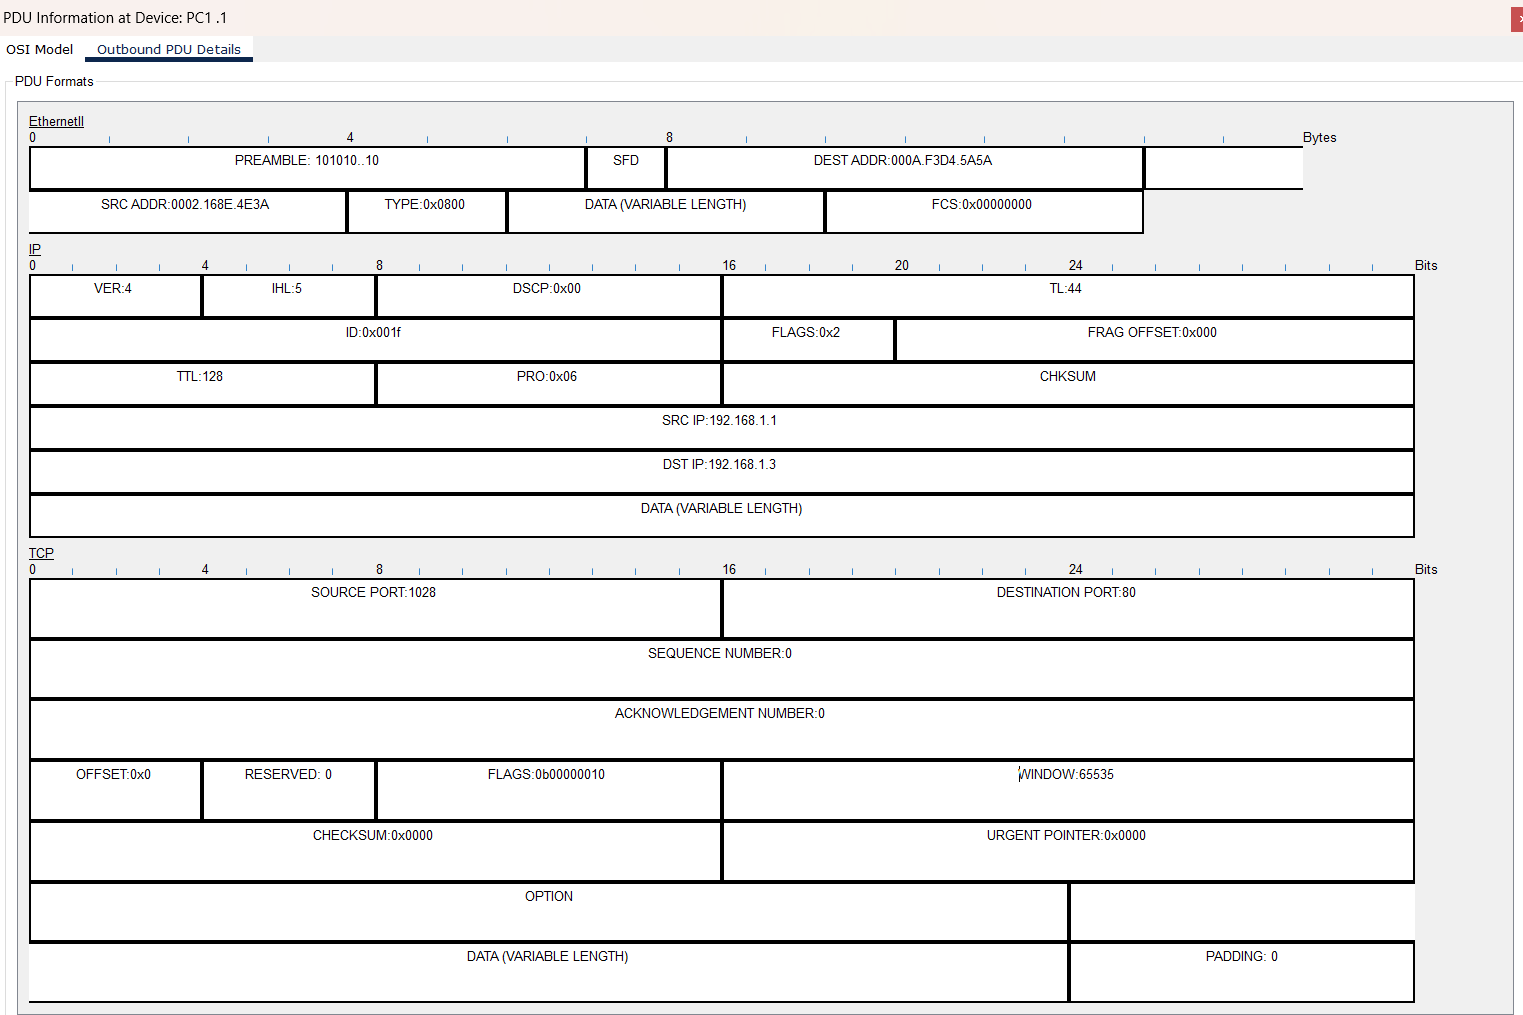 PDU Information at Device: PC1 .1
OSI Model Outbound PDU Details
PDU Formats
EthernetII
0 4 8 Bytes
PREAMBLE: 101010..10 SFD DEST ADDR:000A.F3D4.5A5A
SRC ADDR:0002.168E.4E3A TYPE:0x0800 DATA (VARIABLE LENGTH) FCS:0x00000000
IP
0 4 8 16 20 24 Bits
VER:4 IHL:5 DSCP:0x00 TL:44
ID:0x001f FLAGS:0x2 FRAG OFFSET:0x000
TTL:128 PRO:0x06 CHKSUM
SRC IP:192.168.1.1
DST IP:192.168.1.3
DATA (VARIABLE LENGTH)
TCP
0 4 8 16 24 Bits
SOURCE PORT:1028 DESTINATION PORT:80
SEQUENCE NUMBER:0
ACKNOWLEDGEMENT NUMBER:0
OFFSET:0x0 RESERVED: 0 FLAGS:0b00000010 WINDOW:65535
CHECKSUM:0x0000 URGENT POINTER:0x0000
OPTION
DATA (VARIABLE LENGTH) PADDING: 0